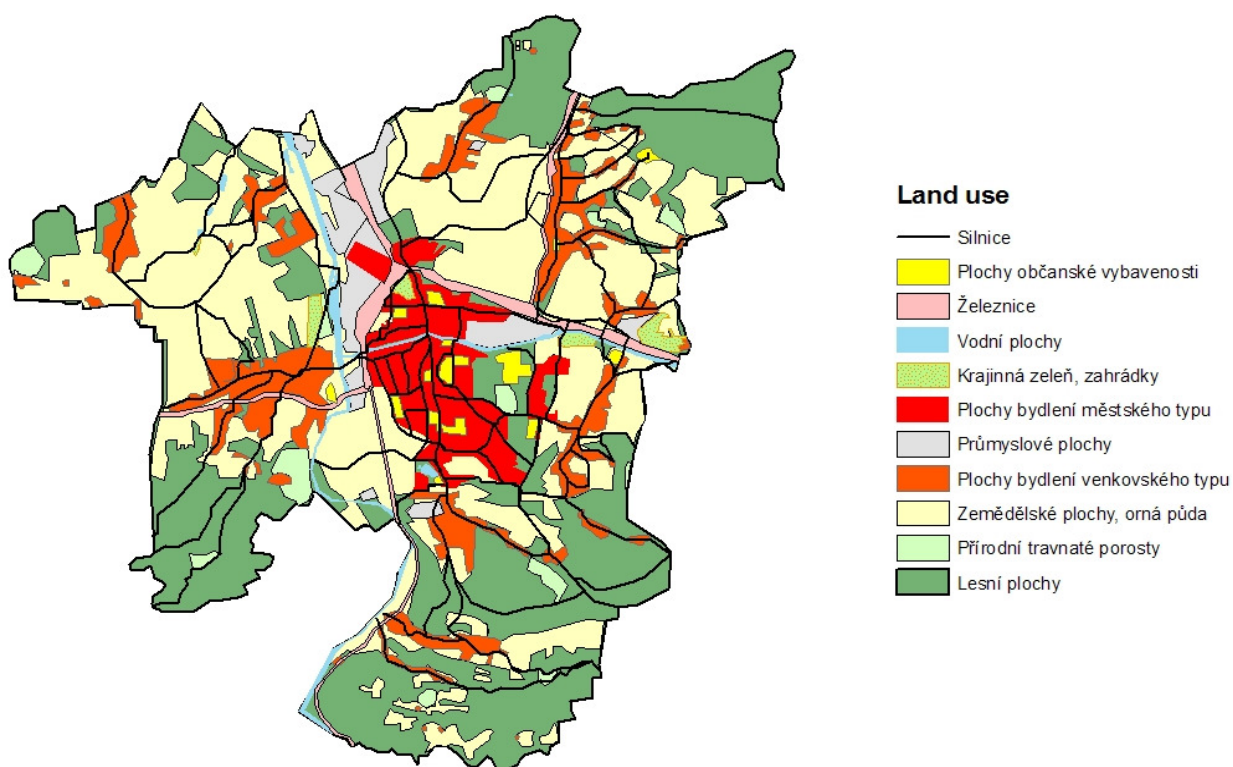 Land use
Silnice
Plochy občanské vybavenosti
Železnice
Vodní plochy
Krajinná zeleň, zahrádky
Plochy bydlení městského typu
Průmyslové plochy
Plochy bydlení venkovského typu
Zemědělské plochy, orná půda
Přírodní travnaté porosty
Lesní plochy